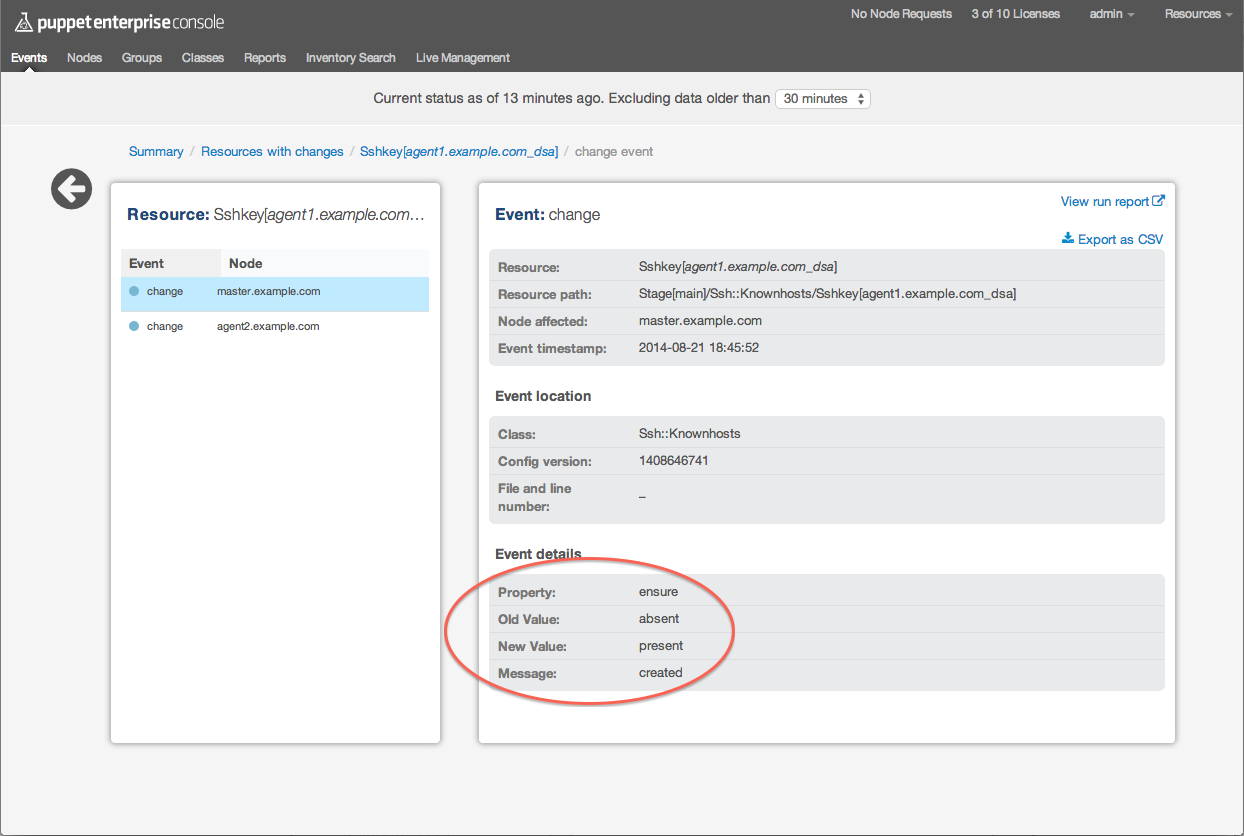 puppet enterprise console
No Node Requests 3 of 10 Licenses admin Resources
Events Nodes Groups Classes Reports Inventory Search Live Management
Current status as of 13 minutes ago. Excluding data older than 30 minutes
Summary / Resources with changes / Sshkey[agent1.example.com_dsa] / change event
Resource: Sshkey[agent1.example.com...
Event Node
change master.example.com
change agent2.example.com
View run report
Event: change
Export as CSV
Resource: Sshkey[agent1.example.com_dsa]
Resource path: Stage[main]/Ssh::Knownhosts/Sshkey[agent1.example.com_dsa]
Node affected: master.example.com
Event timestamp: 2014-08-21 18:45:52
Event location
Class: Ssh::Knownhosts
Config version: 1408646741
File and line
number: –
Event details
Property: ensure
Old Value: absent
New Value: present
Message: created